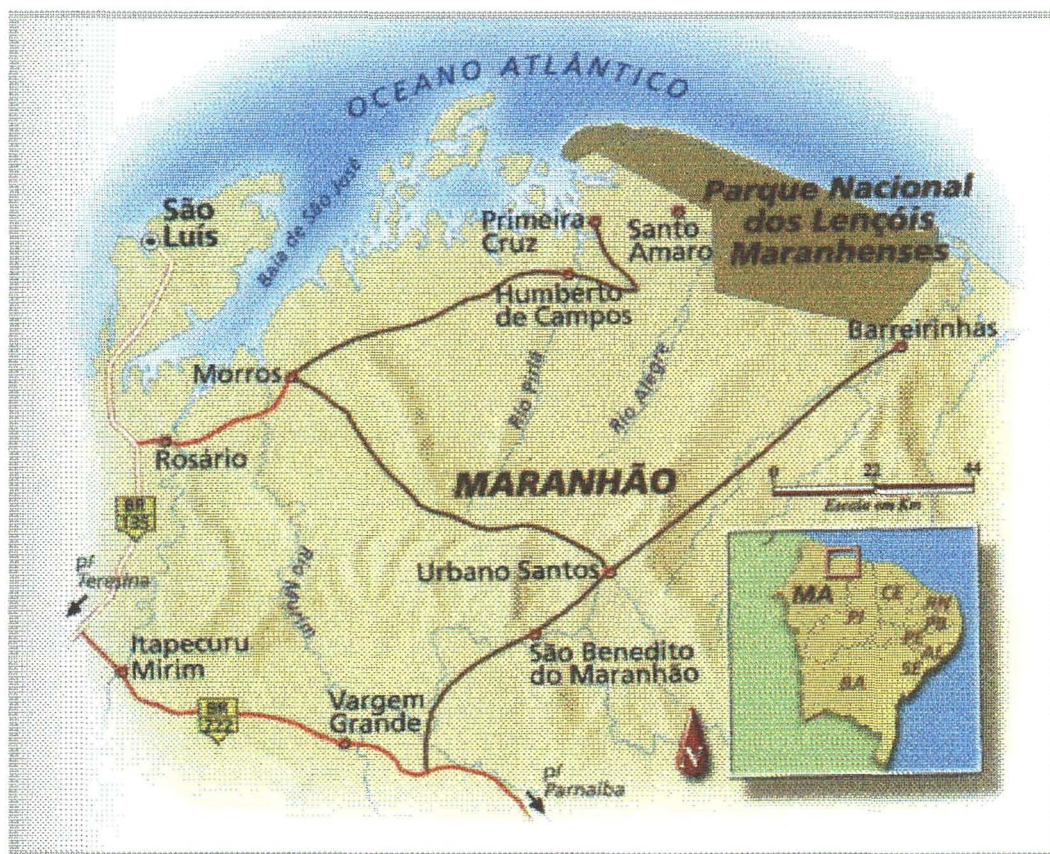 OCEANO ATLÂNTICO
São
Luís
Baía de São José
Primeira
Cruz
Santo
Amaro
Parque Nacional
dos Lençóis
Maranhenses
Humberto
de Campos
Barreirinhas
Morros
Rio Piriá
Rio Alegre
Rosário
MARANHÃO
0 22 44
Escala em Km
BR
135
Rio Munim
Urbano Santos
p/
Teresina
Itapecuru
Mirim
São Benedito
do Maranhão
BR
222
Vargem
Grande
N
p/
Parnaíba
MA
CE
RN
PB
PI
PE
AL
SE
BA